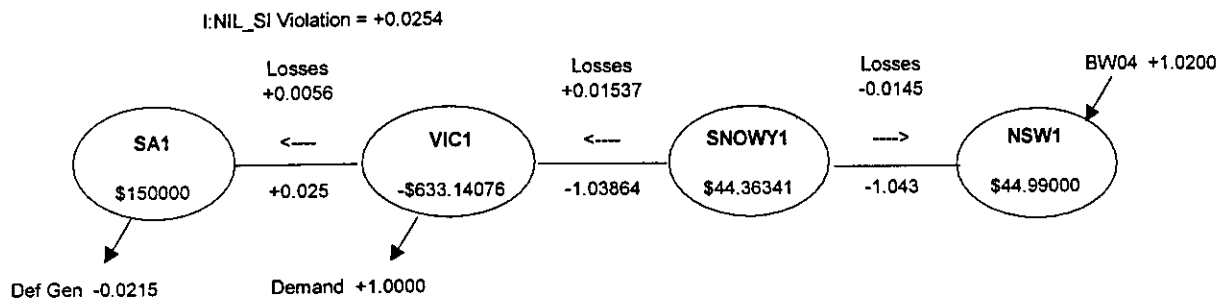 I:NIL_SI Violation = +0.0254
Losses
+0.0056
Losses
+0.01537
Losses
-0.0145
BW04 +1.0200
SA1
<----
VIC1
<----
SNOWY1
---->
NSW1
$150000
+0.025
-$633.14076
-1.03864
$44.36341
-1.043
$44.99000
Def Gen -0.0215
Demand +1.0000